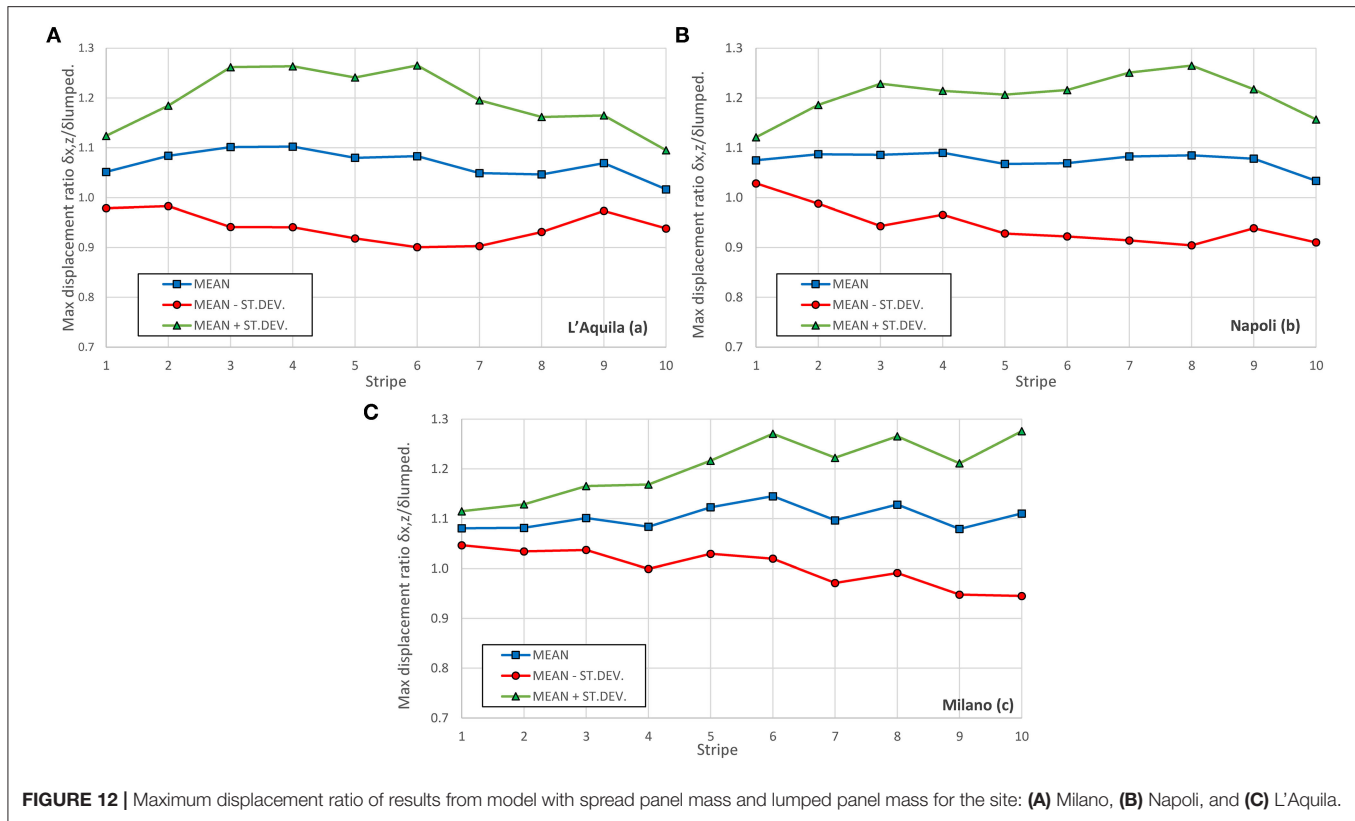 A
Max displacement ratio δx,z/δlumped.
1.3
1.2
1.1
1.0
0.9
0.8
0.7
MEAN
MEAN - ST.DEV.
MEAN + ST.DEV.
L'Aquila (a)
1 2 3 4 5 6 7 8 9 10
Stripe
B
Max displacement ratio δx,z/δlumped.
1.3
1.2
1.1
1.0
0.9
0.8
0.7
MEAN
MEAN - ST.DEV.
MEAN + ST.DEV.
Napoli (b)
1 2 3 4 5 6 7 8 9 10
Stripe
C
Max displacement ratio δx,z/δlumped.
1.3
1.2
1.1
1.0
0.9
0.8
0.7
MEAN
MEAN - ST.DEV.
MEAN + ST.DEV.
Milano (c)
1 2 3 4 5 6 7 8 9 10
Stripe
FIGURE 12 | Maximum displacement ratio of results from model with spread panel mass and lumped panel mass for the site: (A) Milano, (B) Napoli, and (C) L'Aquila.